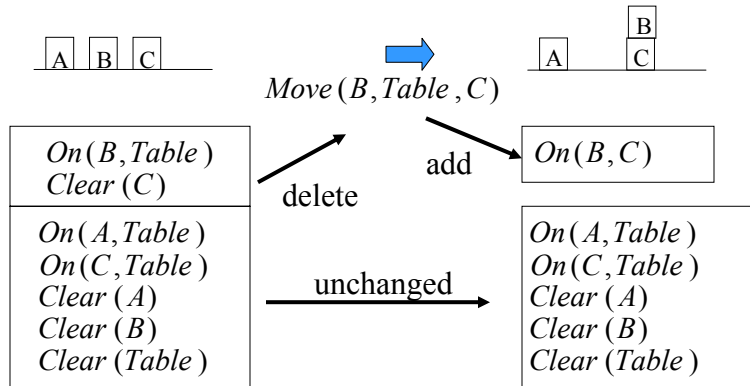 A B C
B
A C
Move(B,Table,C)
On(B,Table)
Clear(C)
delete
add
On(B,C)
On(A,Table)
On(C,Table)
Clear(A)
Clear(B)
Clear(Table)
unchanged
On(A,Table)
On(C,Table)
Clear(A)
Clear(B)
Clear(Table)